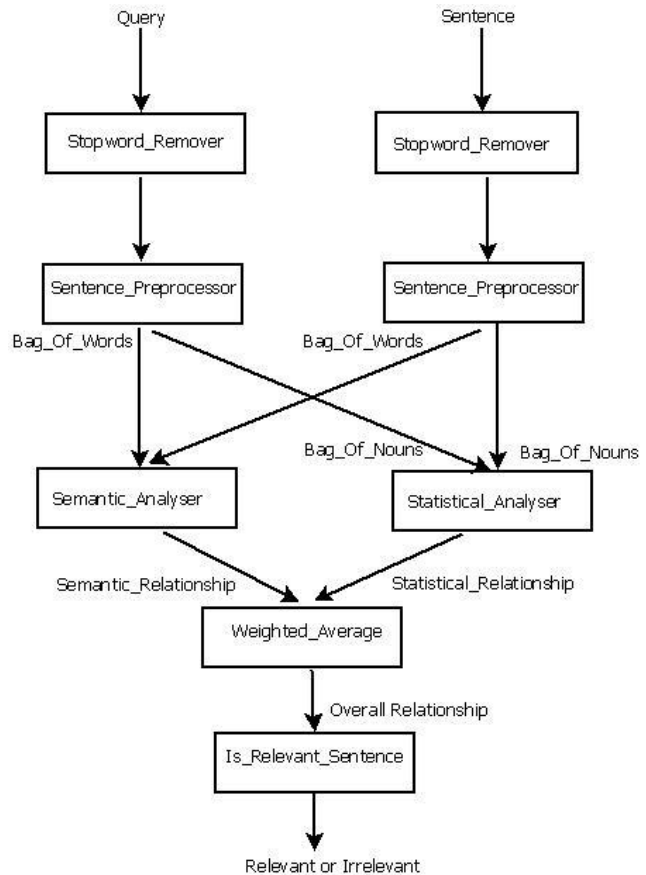 Query
Sentence
Stopword_Remover
Stopword_Remover
Sentence_Preprocessor
Sentence_Preprocessor
Bag_Of_Words
Bag_Of_Words
Bag_Of_Nouns
Bag_Of_Nouns
Semantic_Analyser
Statistical_Analyser
Semantic_Relationship
Statistical_Relationship
Weighted_Average
Overall Relationship
Is_Relevant_Sentence
Relevant or Irrelevant